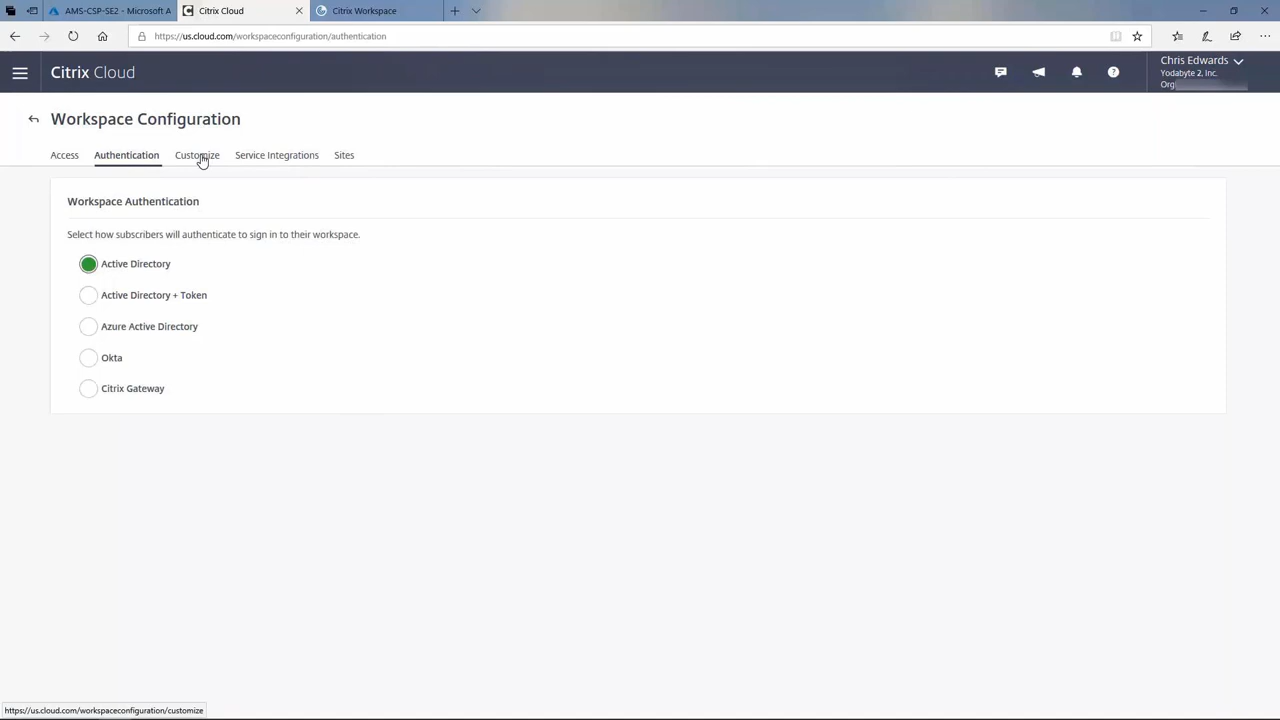 AMS-CSP-SE2 - Microsoft A
Citrix Cloud
Citrix Workspace
https://us.cloud.com/workspaceconfiguration/authentication
Citrix Cloud
Chris Edwards
Yodabyte 2, Inc.
Org
Workspace Configuration
Access
Authentication
Customize
Service Integrations
Sites
Workspace Authentication
Select how subscribers will authenticate to sign in to their workspace.
Active Directory
Active Directory + Token
Azure Active Directory
Okta
Citrix Gateway
https://us.cloud.com/workspaceconfiguration/customize